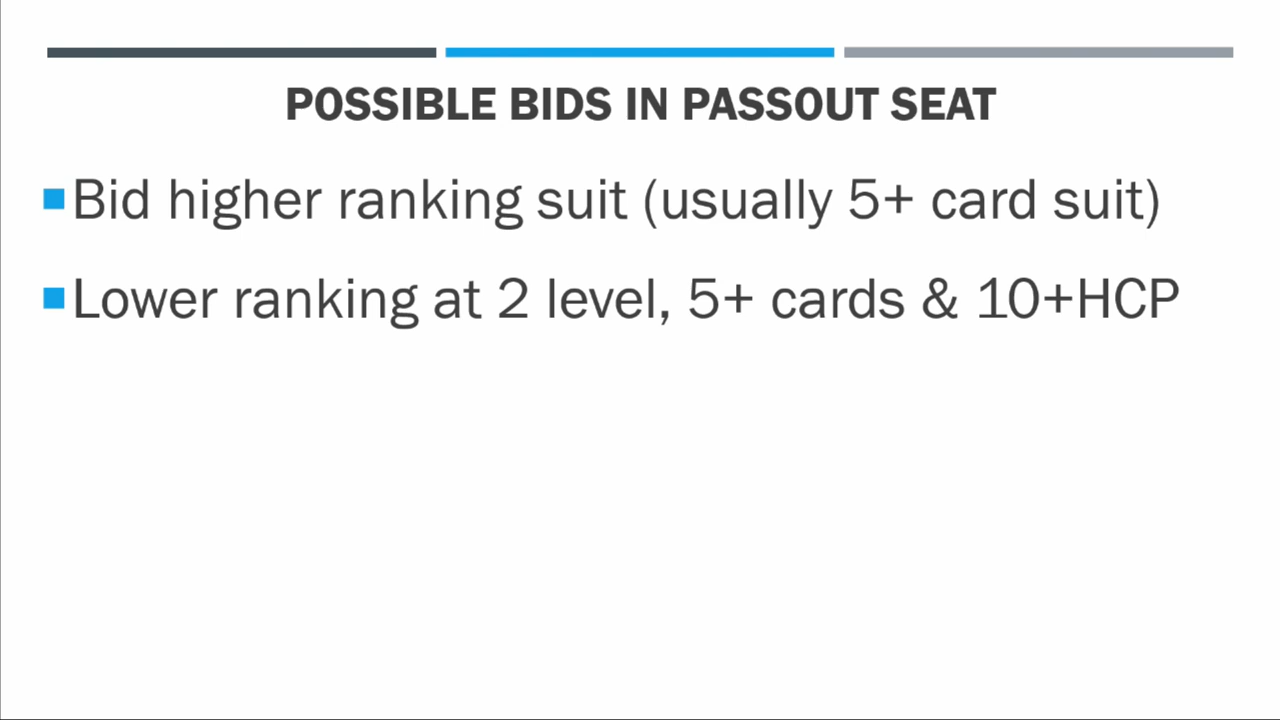 POSSIBLE BIDS IN PASSOUT SEAT
Bid higher ranking suit (usually 5+ card suit)
Lower ranking at 2 level, 5+ cards & 10+HCP